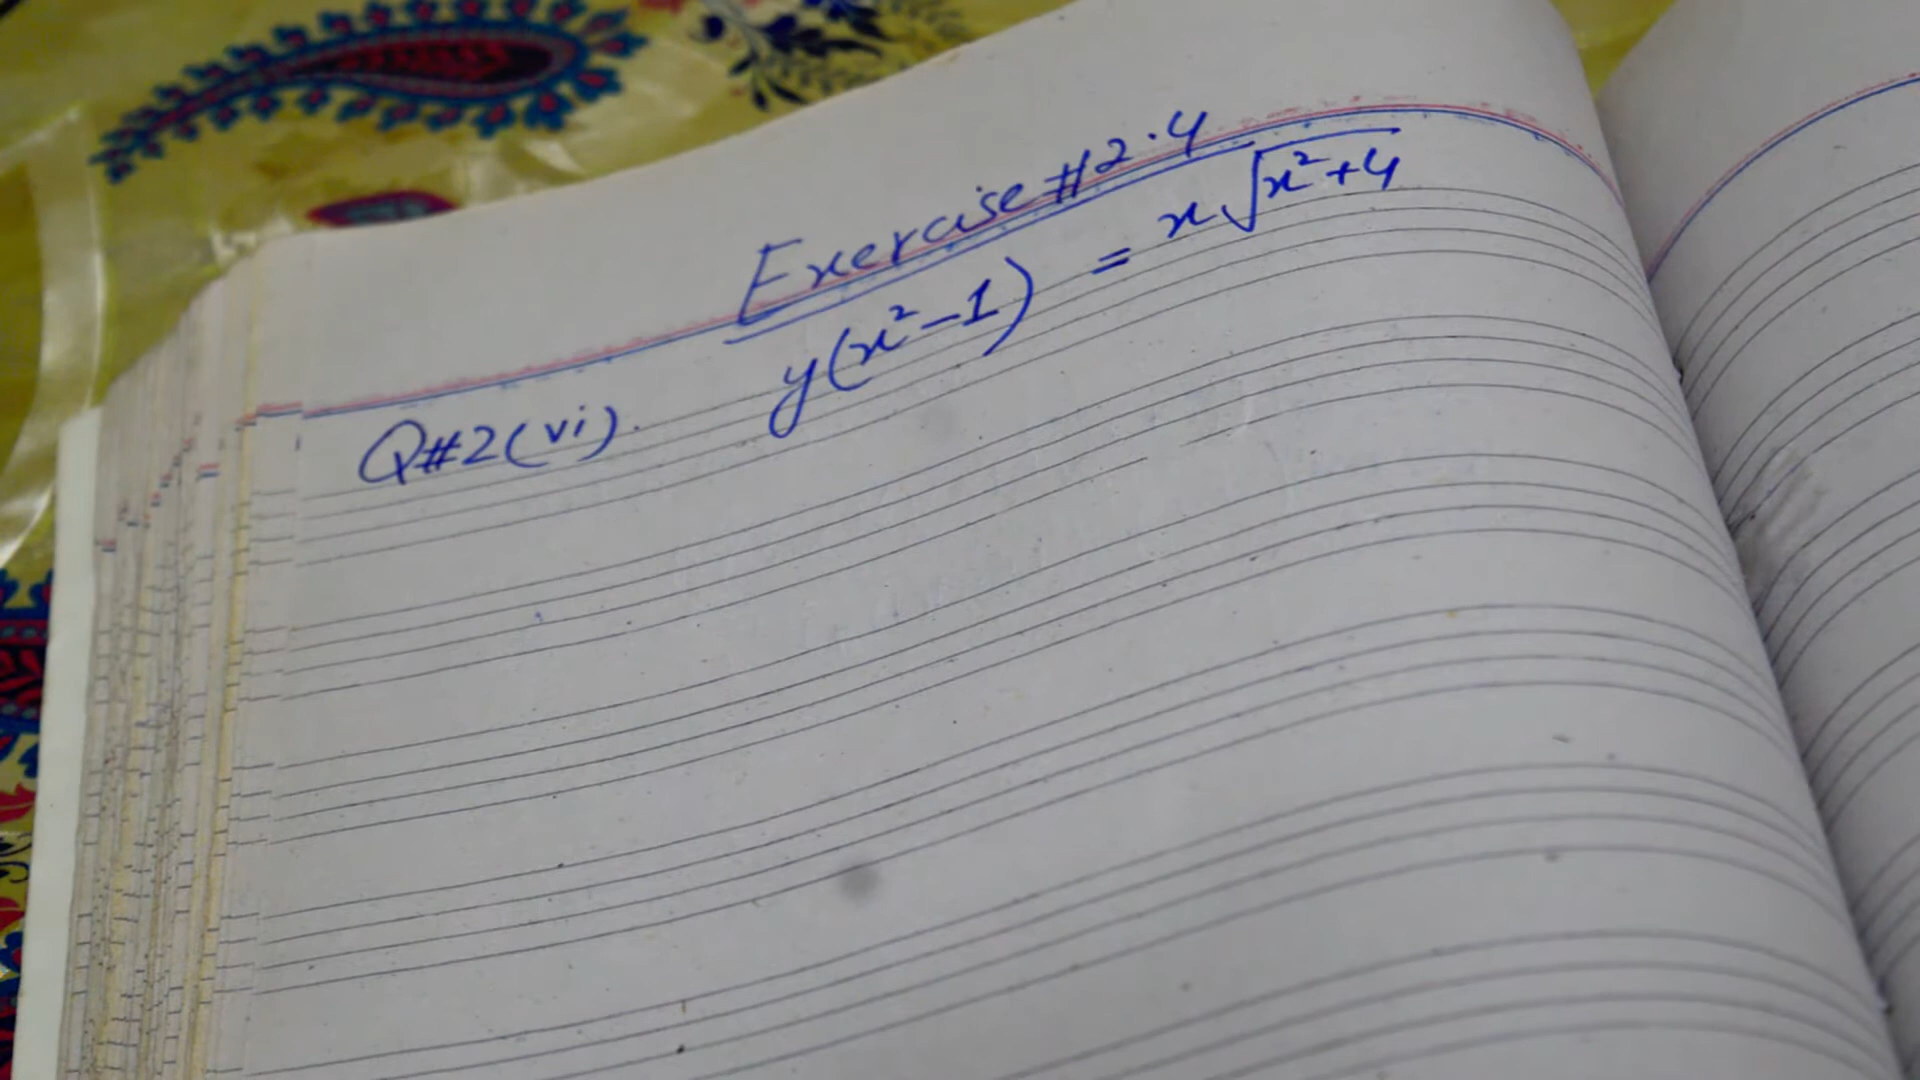 Exercise #2.4
Q#2(vi). y(x²-1) = x√(x²+4)